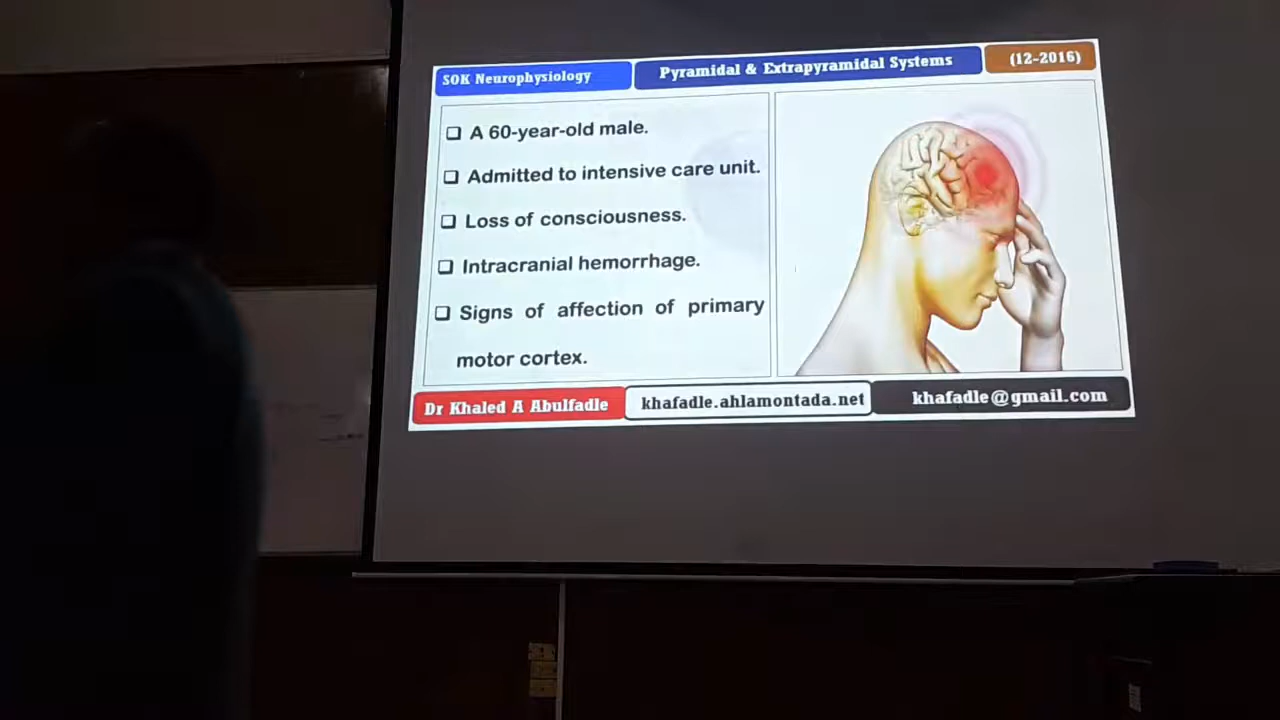 SOK Neurophysiology
Pyramidal & Extrapyramidal Systems
(12-2016)
A 60-year-old male.
Admitted to intensive care unit.
Loss of consciousness.
Intracranial hemorrhage.
Signs of affection of primary
motor cortex.
Dr Khaled A Abulfadle
khafadle.ahlamontada.net
khafadle@gmail.com